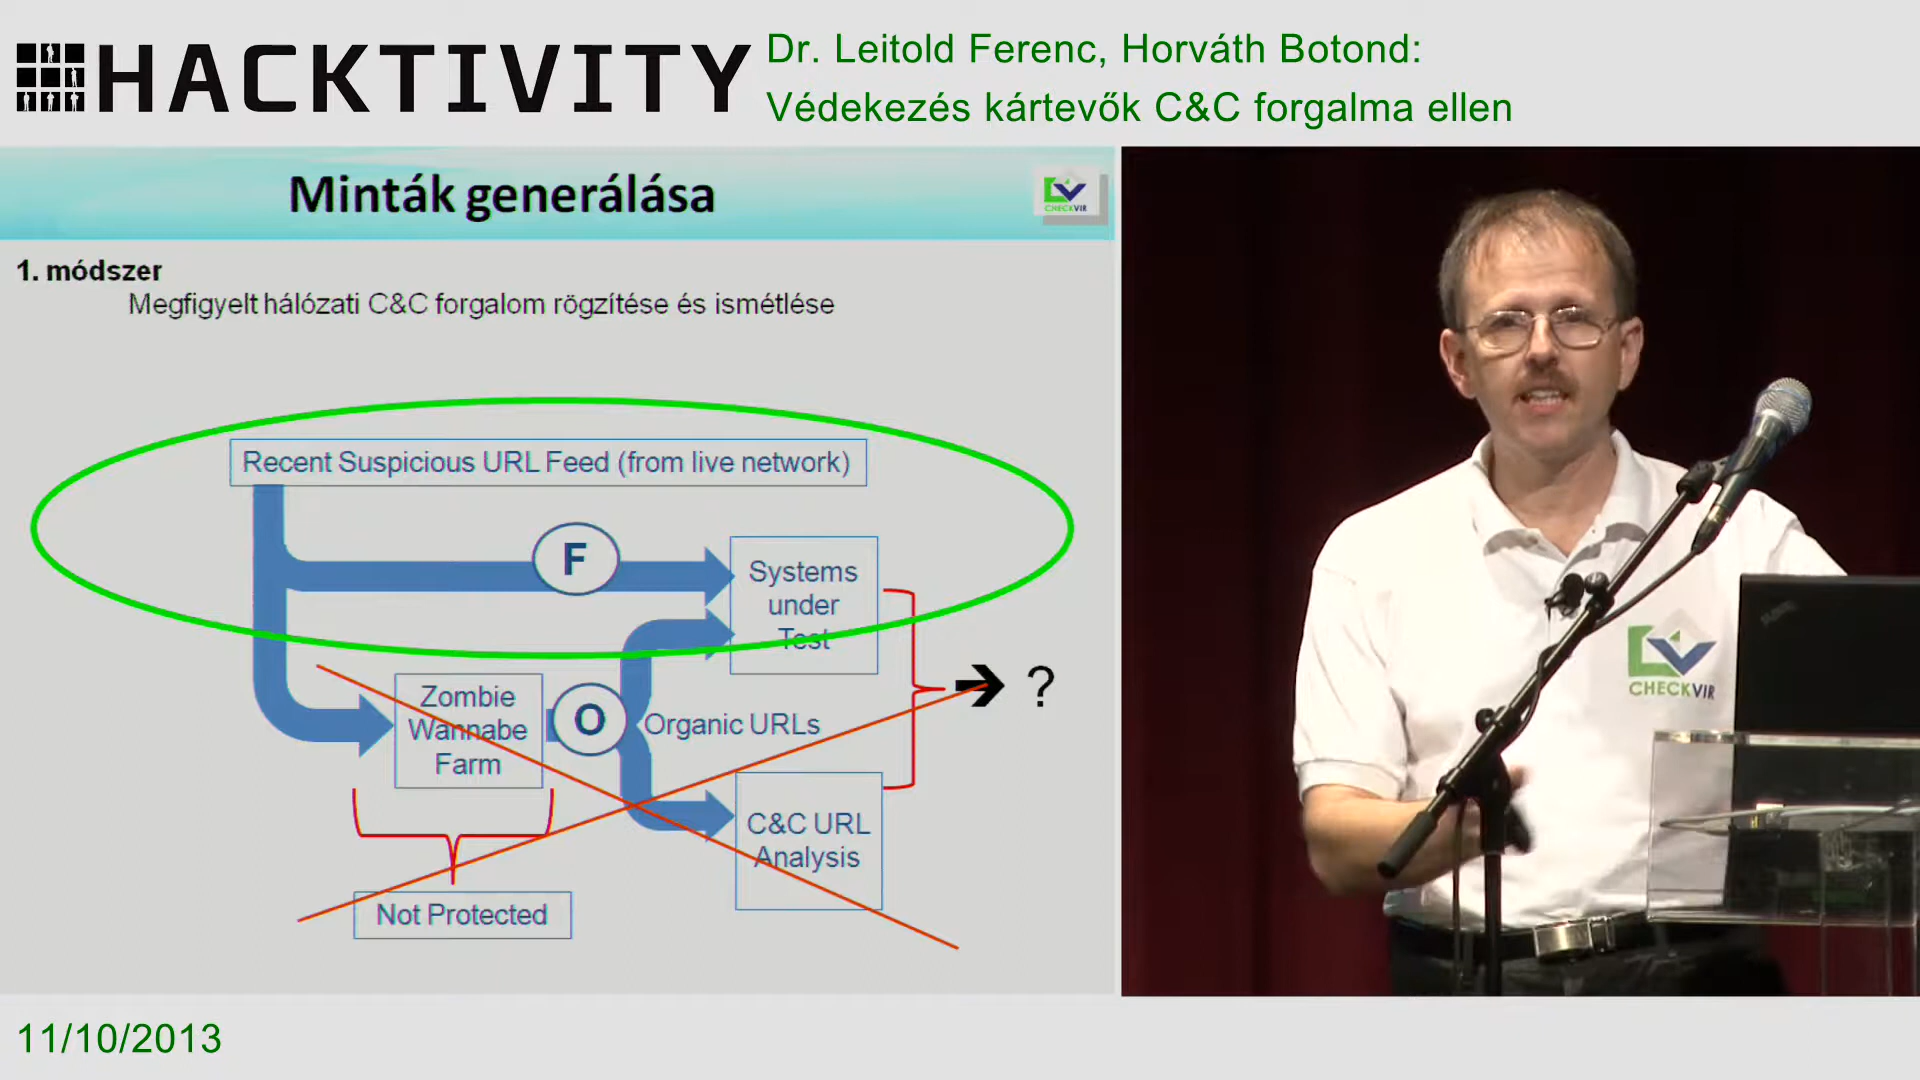 HACKTIVITY
Dr. Leitold Ferenc, Horváth Botond:
Védekezés kártevők C&C forgalma ellen
Minták generálása
CHECKVIR
1. módszer
Megfigyelt hálózati C&C forgalom rögzítése és ismétlése
Recent Suspicious URL Feed (from live network)
F
Systems
under
Test
Zombie
Wannabe
Farm
O
Organic URLs
➔ ?
C&C URL
Analysis
Not Protected
CHECKVIR
11/10/2013